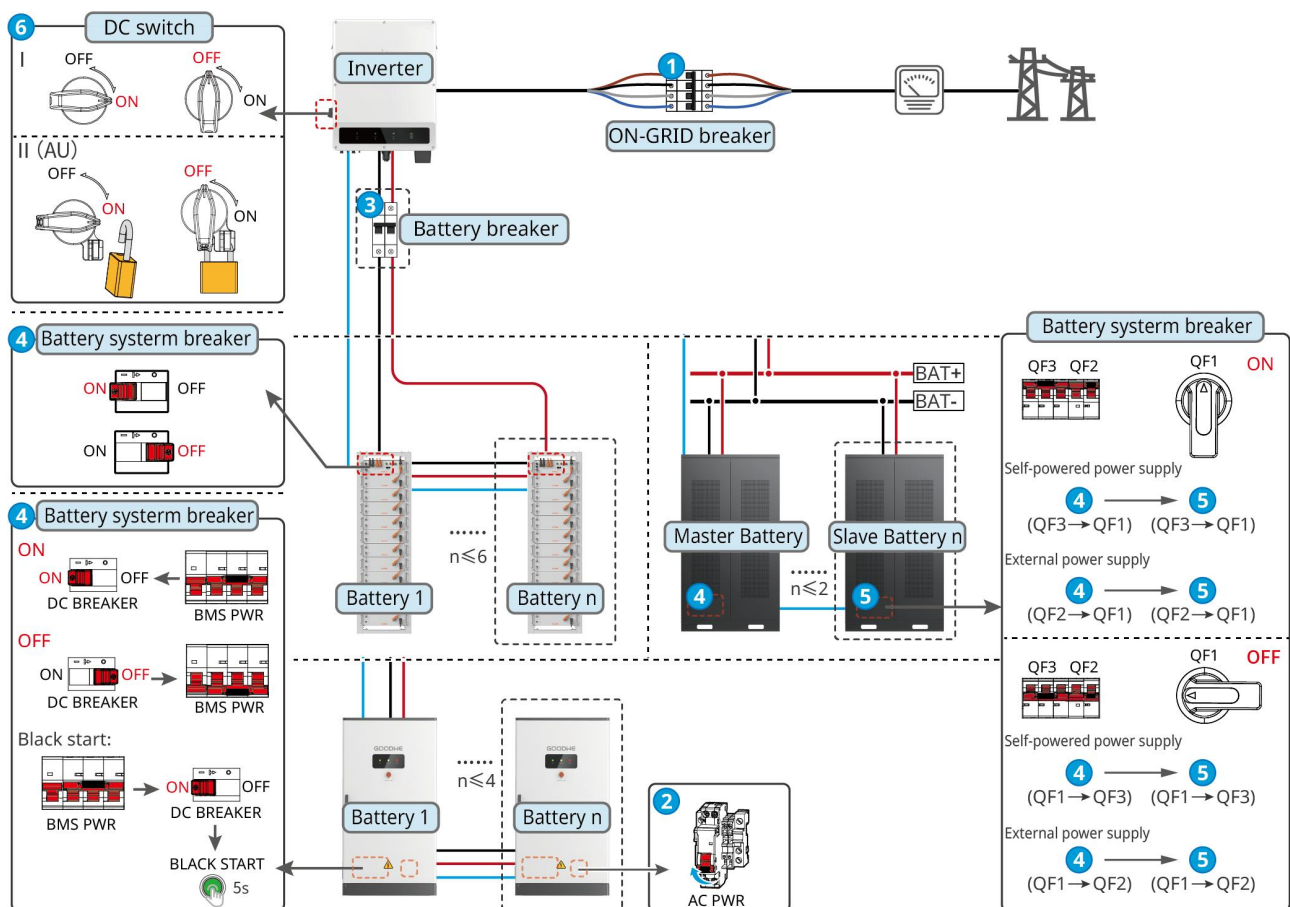 6
DC switch
I
OFF
ON
OFF
ON
II (AU)
OFF
ON
OFF
ON
Inverter
1
ON-GRID breaker
3
Battery breaker
4
Battery systerm breaker
ON
OFF
ON
OFF
4
Battery systerm breaker
ON
ON
OFF
DC BREAKER
BMS PWR
OFF
ON
OFF
DC BREAKER
BMS PWR
Black start:
BMS PWR
ON
OFF
DC BREAKER
BLACK START
5s
......
n≤6
Battery 1
Battery n
BAT+
BAT-
Master Battery
Slave Battery n
......
n≤2
4
5
GOODWE
GOODWE
......
n≤4
Battery 1
Battery n
2
AC PWR
Battery systerm breaker
QF3 QF2
QF1
ON
Self-powered power supply
4 → 5
(QF3→QF1) (QF3→QF1)
External power supply
4 → 5
(QF2→QF1) (QF2→QF1)
QF3 QF2
QF1
OFF
Self-powered power supply
4 → 5
(QF1→QF3) (QF1→QF3)
External power supply
4 → 5
(QF1→QF2) (QF1→QF2)